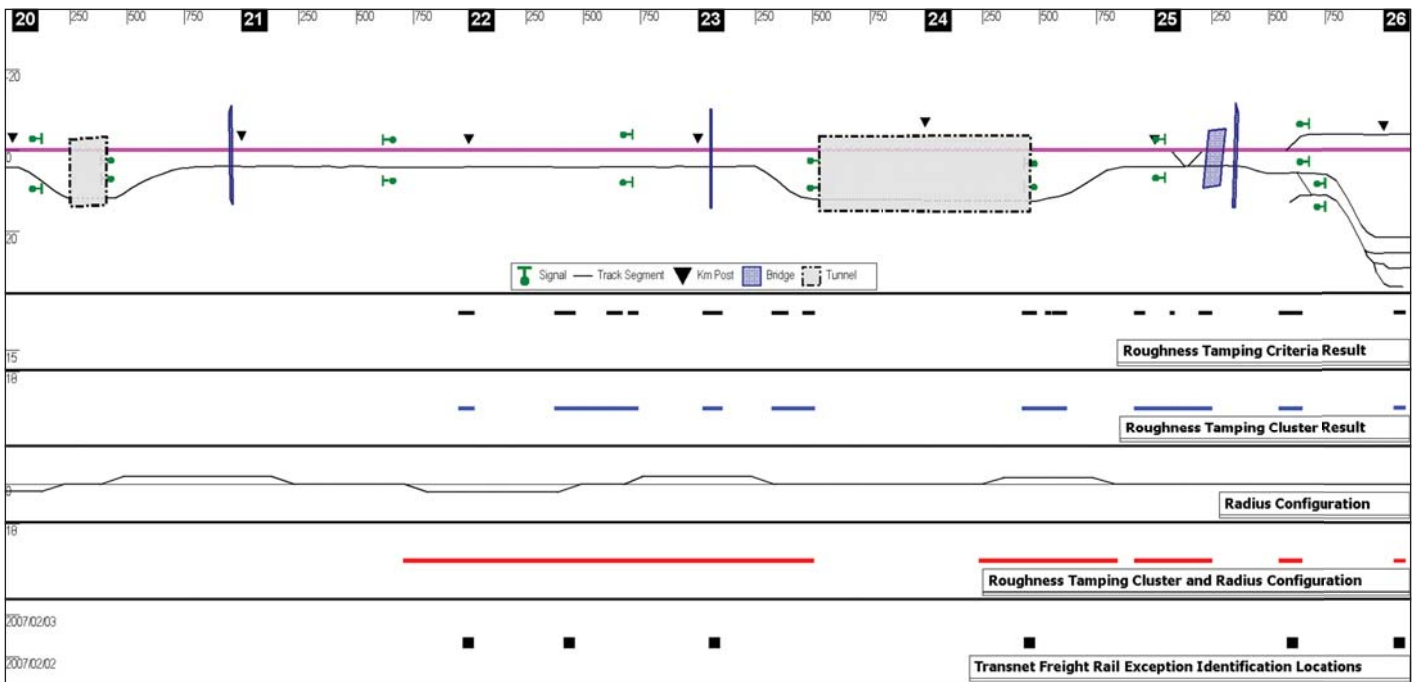 20 250 500 750 21 250 500 750 22 250 500 750 23 250 500 750 24 250 500 750 25 250 500 750 26
-20
0
20
Signal Track Segment Km Post Bridge Tunnel
Roughness Tamping Criteria Result
15
10
Roughness Tamping Cluster Result
0
Radius Configuration
10
Roughness Tamping Cluster and Radius Configuration
2007/02/03
2007/02/02
Transnet Freight Rail Exception Identification Locations